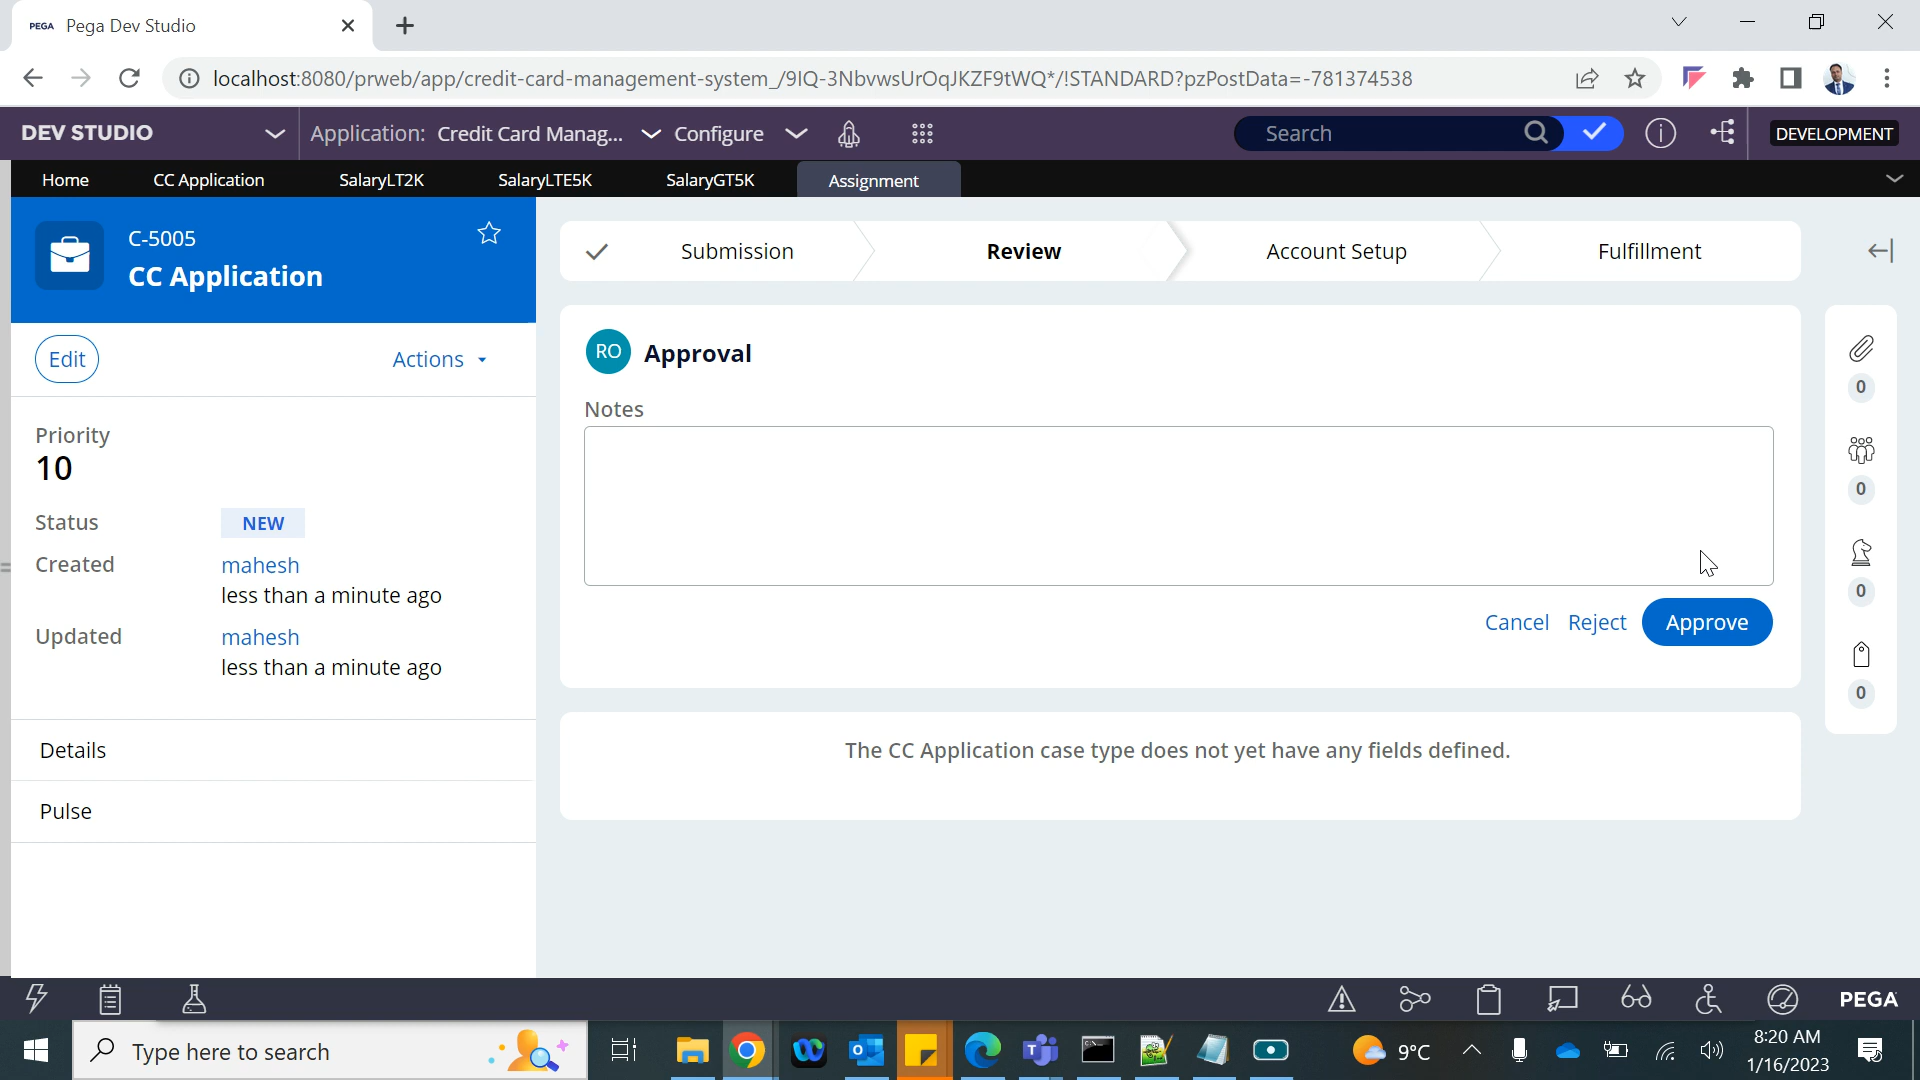 PEGA Pega Dev Studio
localhost:8080/prweb/app/credit-card-management-system_/9IQ-3NbvwsUrOqJKZF9tWQ*/!STANDARD?pzPostData=-781374538
DEV STUDIO Application: Credit Card Manag... Configure Search DEVELOPMENT
Home CC Application SalaryLT2K SalaryLTE5K SalaryGT5K Assignment
C-5005
CC Application
Submission Review Account Setup Fulfillment
Edit Actions
RO Approval
Notes
Priority
10
Status NEW
Created mahesh
less than a minute ago
Updated mahesh
less than a minute ago
Cancel Reject Approve
0
0
0
0
Details
Pulse
The CC Application case type does not yet have any fields defined.
PEGA
Type here to search
9°C
8:20 AM
1/16/2023